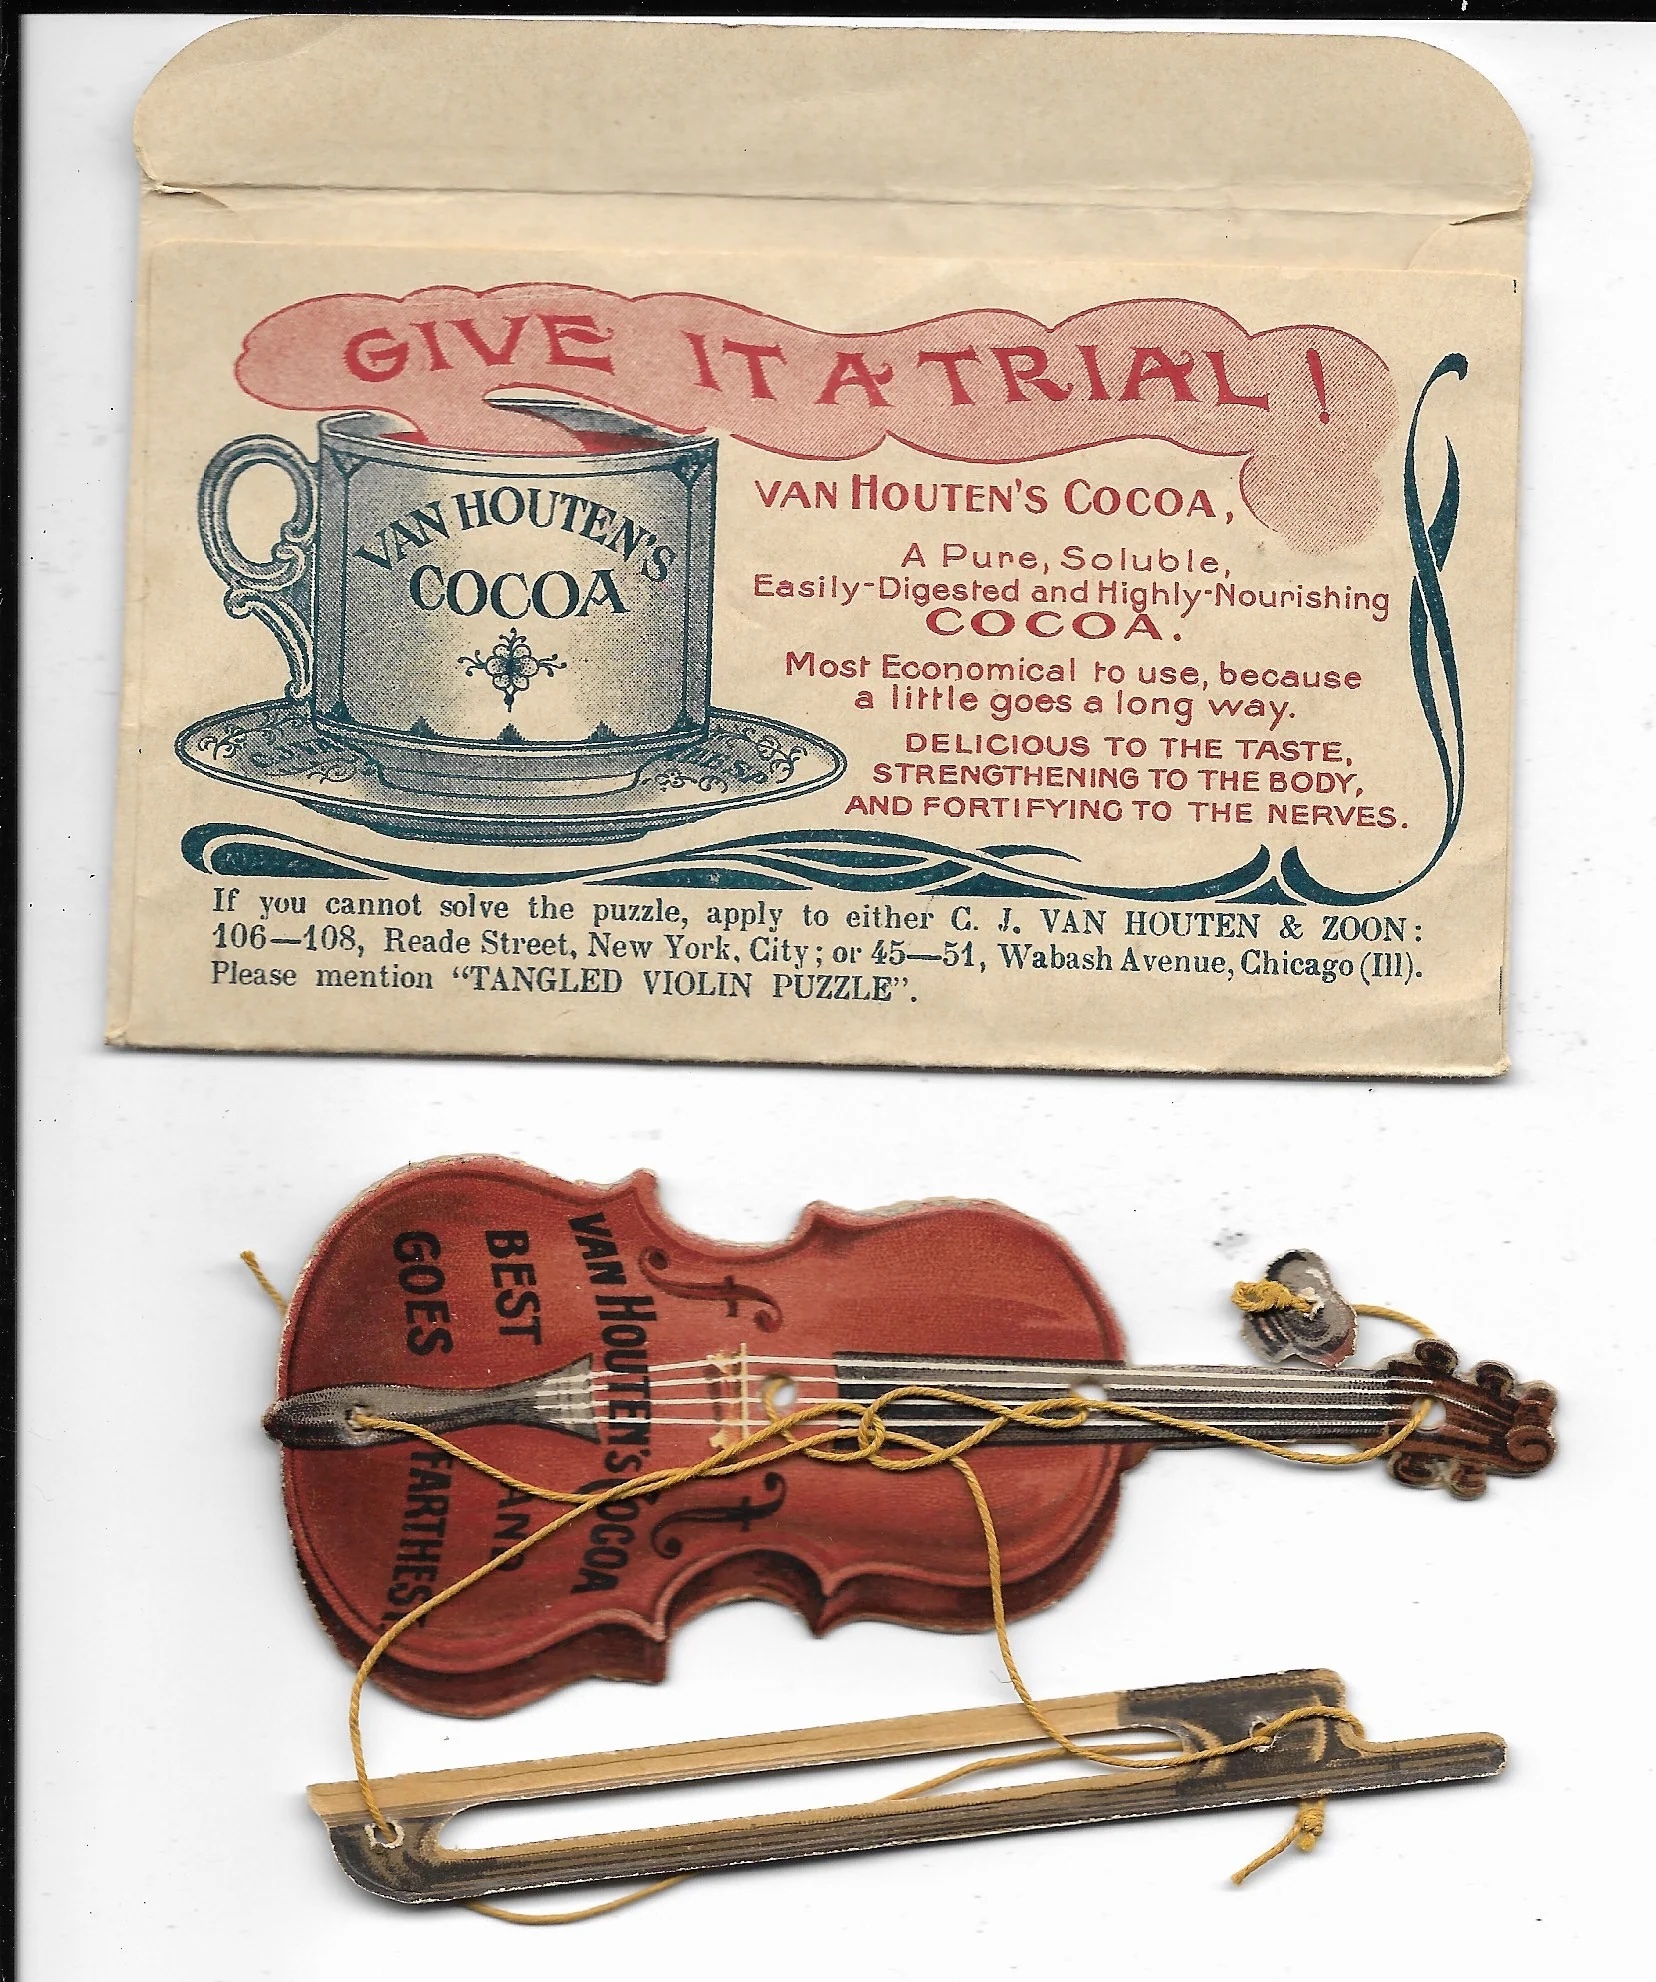 GIVE IT A TRIAL!
VAN HOUTEN'S
COCOA
VAN HOUTEN'S COCOA,
A Pure, Soluble,
Easily-Digested and Highly-Nourishing
COCOA.
Most Economical to use, because
a little goes a long way.
DELICIOUS TO THE TASTE,
STRENGTHENING TO THE BODY,
AND FORTIFYING TO THE NERVES.
If you cannot solve the puzzle, apply to either C. J. VAN HOUTEN & ZOON:
106—108, Reade Street, New York, City; or 45—51, Wabash Avenue, Chicago (Ill).
Please mention "TANGLED VIOLIN PUZZLE".
VAN HOUTEN'S COCOA
BEST AND
GOES FARTHEST